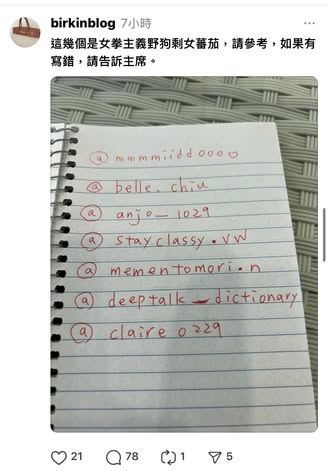 birkinblog 7小時
這幾個是女拳主義野狗剩女蕃茄，請參考，如果有
寫錯，請告訴主席。
@ mmmmiidd0000
@ belle.chiu
@ anjo_1029
@ stayclassy.vw
@ mementomori.n
@ deeptalk_dictionary
@ claire0229
21 78 1 5